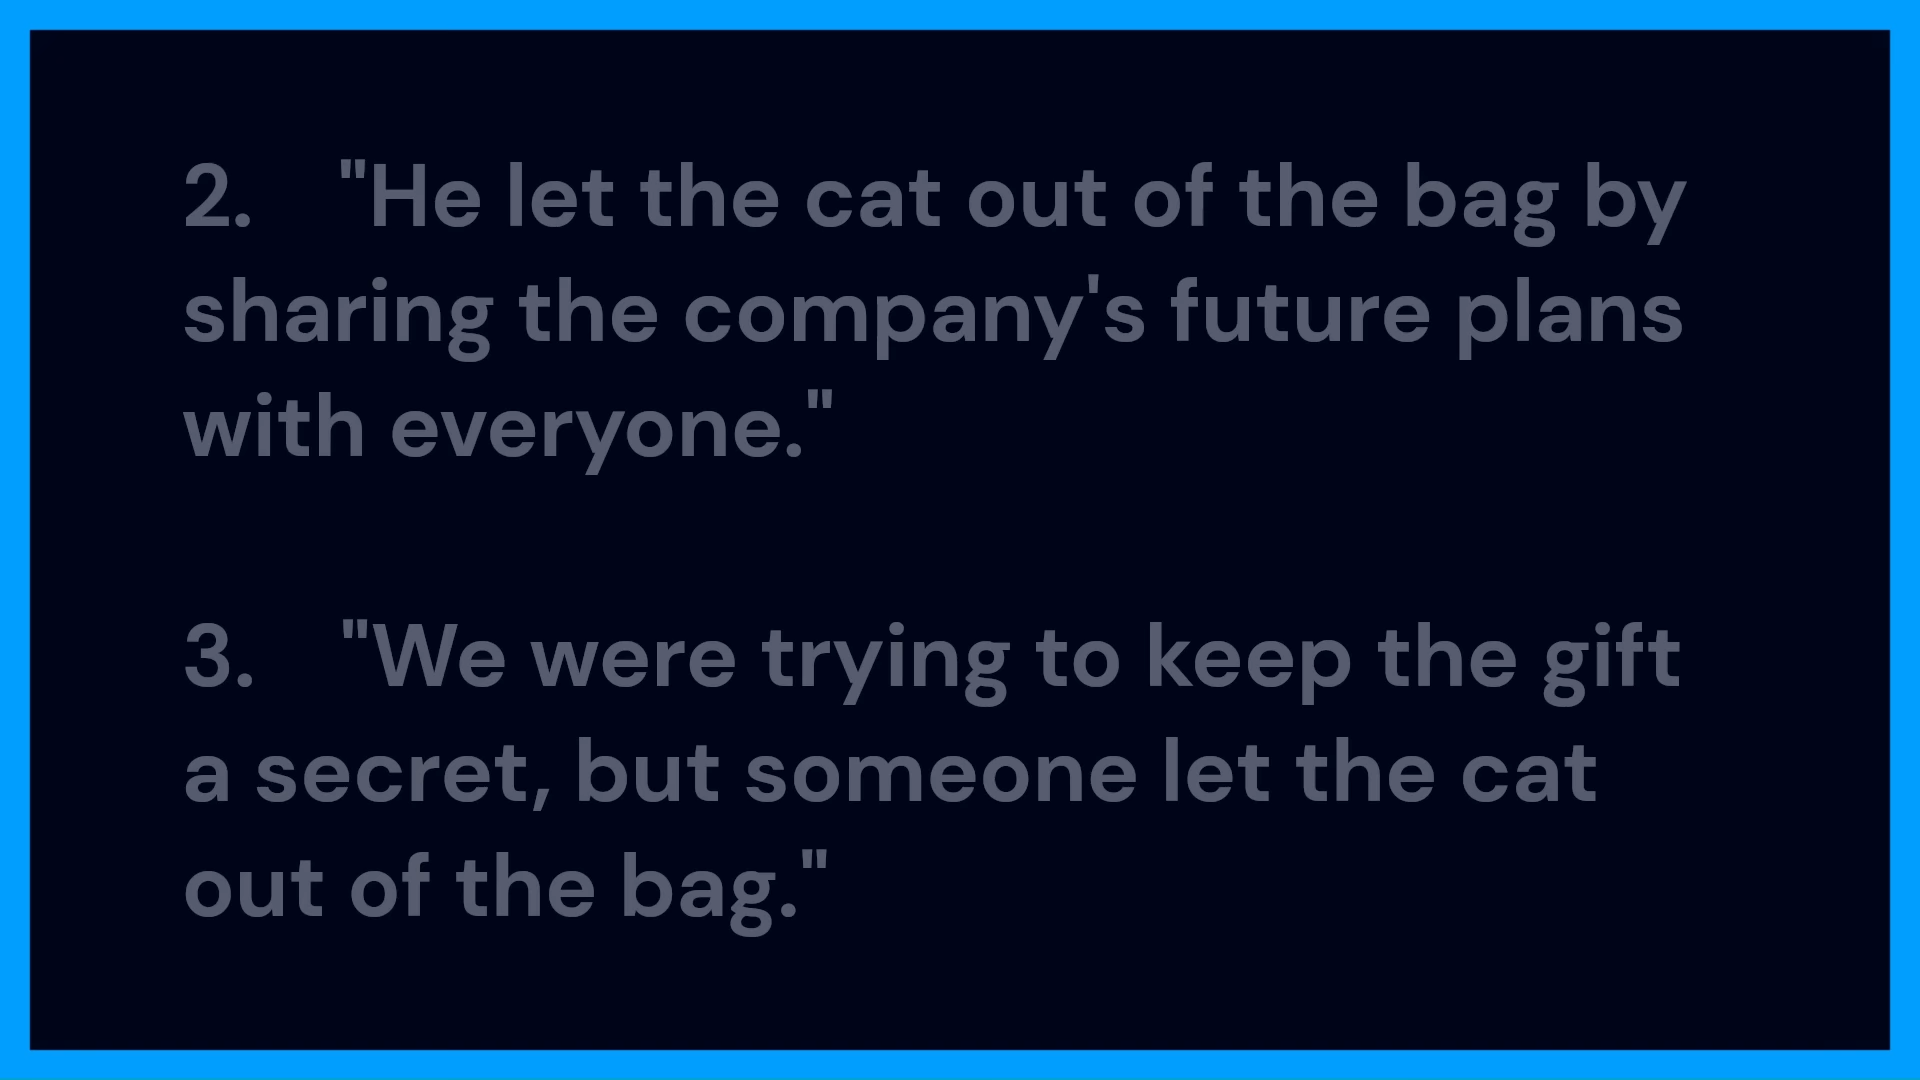 2. "He let the cat out of the bag by
sharing the company's future plans
with everyone."
3. "We were trying to keep the gift
a secret, but someone let the cat
out of the bag."